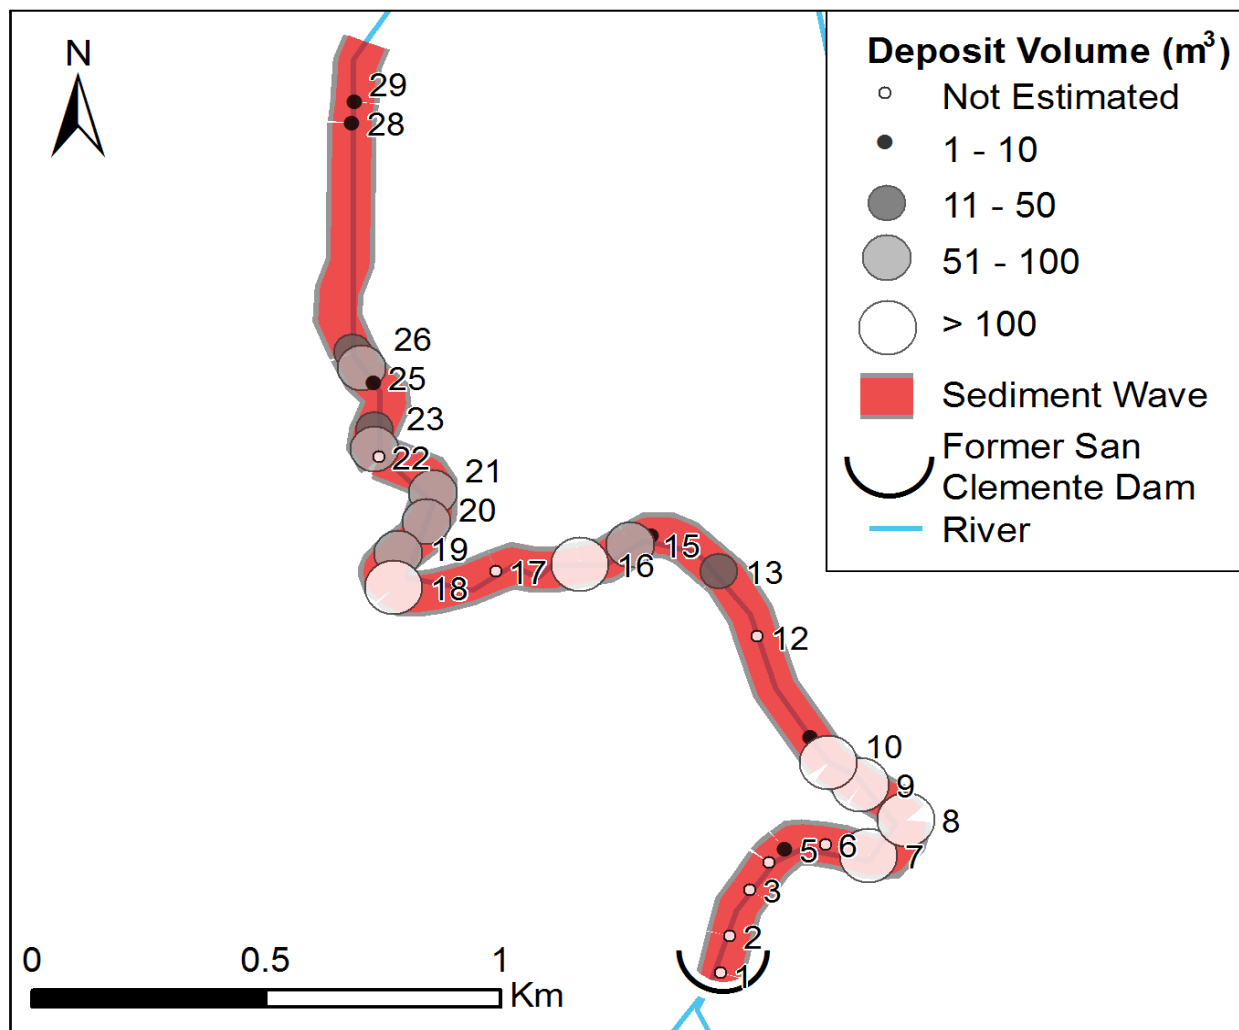 N
29
28
26
25
23
22
21
20
19
18
17
16
15
13
12
10
9
8
7
6
5
3
2
1
0 0.5 1
Km
Deposit Volume (m³)
Not Estimated
1 - 10
11 - 50
51 - 100
> 100
Sediment Wave
Former San
Clemente Dam
River